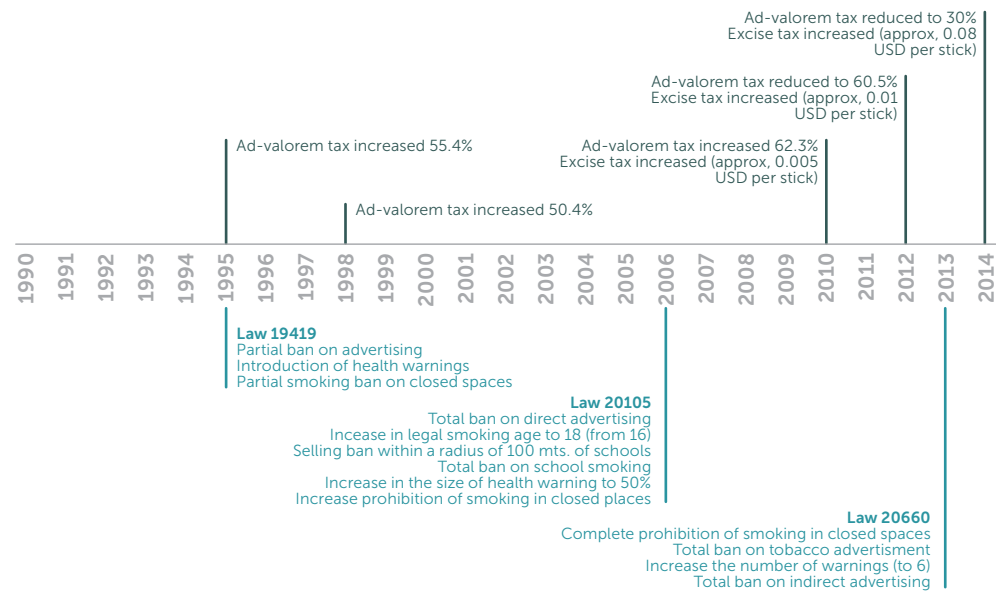 Ad-valorem tax reduced to 30%
Excise tax increased (approx, 0.08
USD per stick)
Ad-valorem tax reduced to 60.5%
Excise tax increased (approx, 0.01
USD per stick)
Ad-valorem tax increased 55.4%
Ad-valorem tax increased 62.3%
Excise tax increased (approx, 0.005
USD per stick)
Ad-valorem tax increased 50.4%
1990
1991
1992
1993
1994
1995
1996
1997
1998
1999
2000
2001
2002
2003
2004
2005
2006
2007
2008
2009
2010
2011
2012
2013
2014
Law 19419
Partial ban on advertising
Introduction of health warnings
Partial smoking ban on closed spaces
Law 20105
Total ban on direct advertising
Incease in legal smoking age to 18 (from 16)
Selling ban within a radius of 100 mts. of schools
Total ban on school smoking
Increase in the size of health warning to 50%
Increase prohibition of smoking in closed places
Law 20660
Complete prohibition of smoking in closed spaces
Total ban on tobacco advertisment
Increase the number of warnings (to 6)
Total ban on indirect advertising